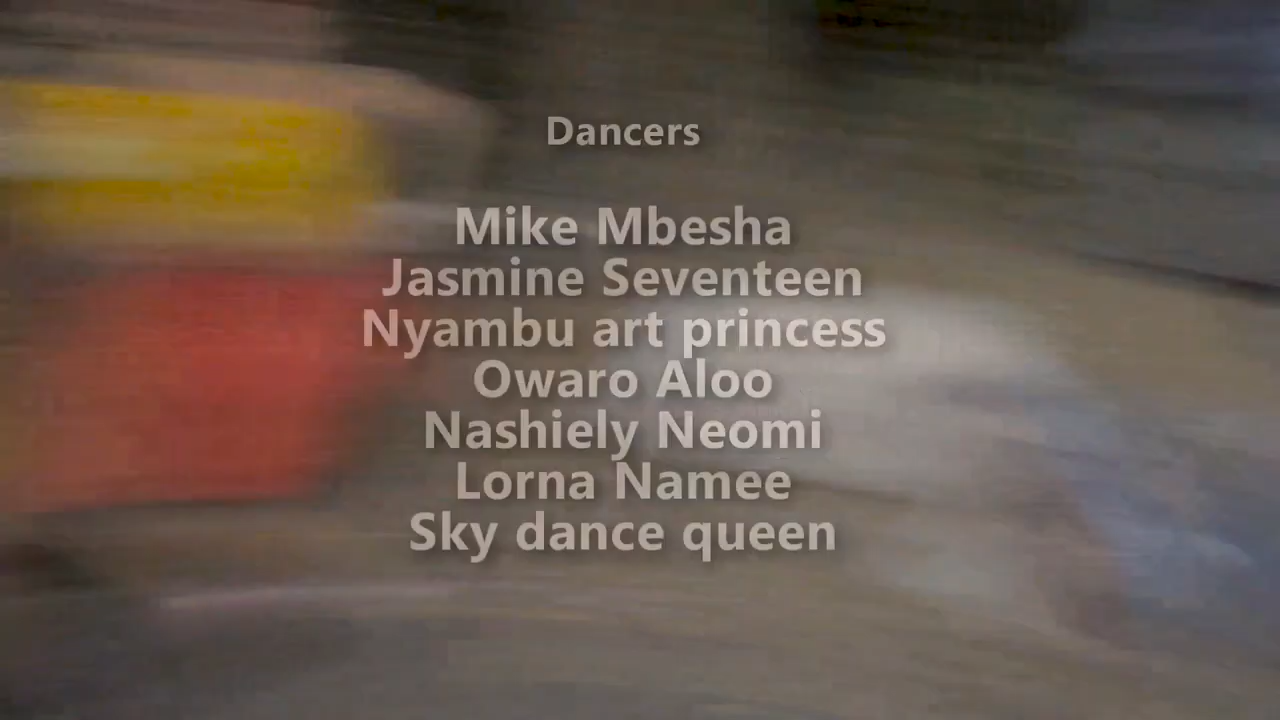 Dancers
Mike Mbesha
Jasmine Seventeen
Nyambu art princess
Owaro Aloo
Nashiely Neomi
Lorna Namee
Sky dance queen